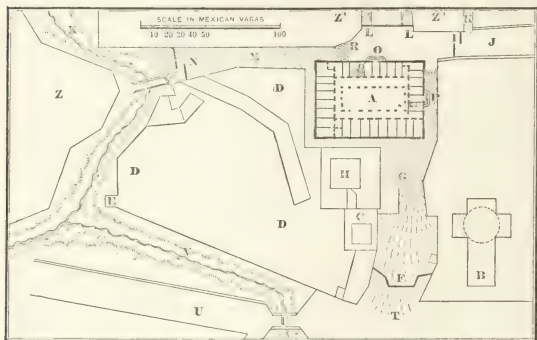 SCALE IN MEXICAN VARAS
10 20 30 40 50 100
Z' Z'
L L
R O I J
N
Z D A P
H G
D
D C
E
B
V F
U T